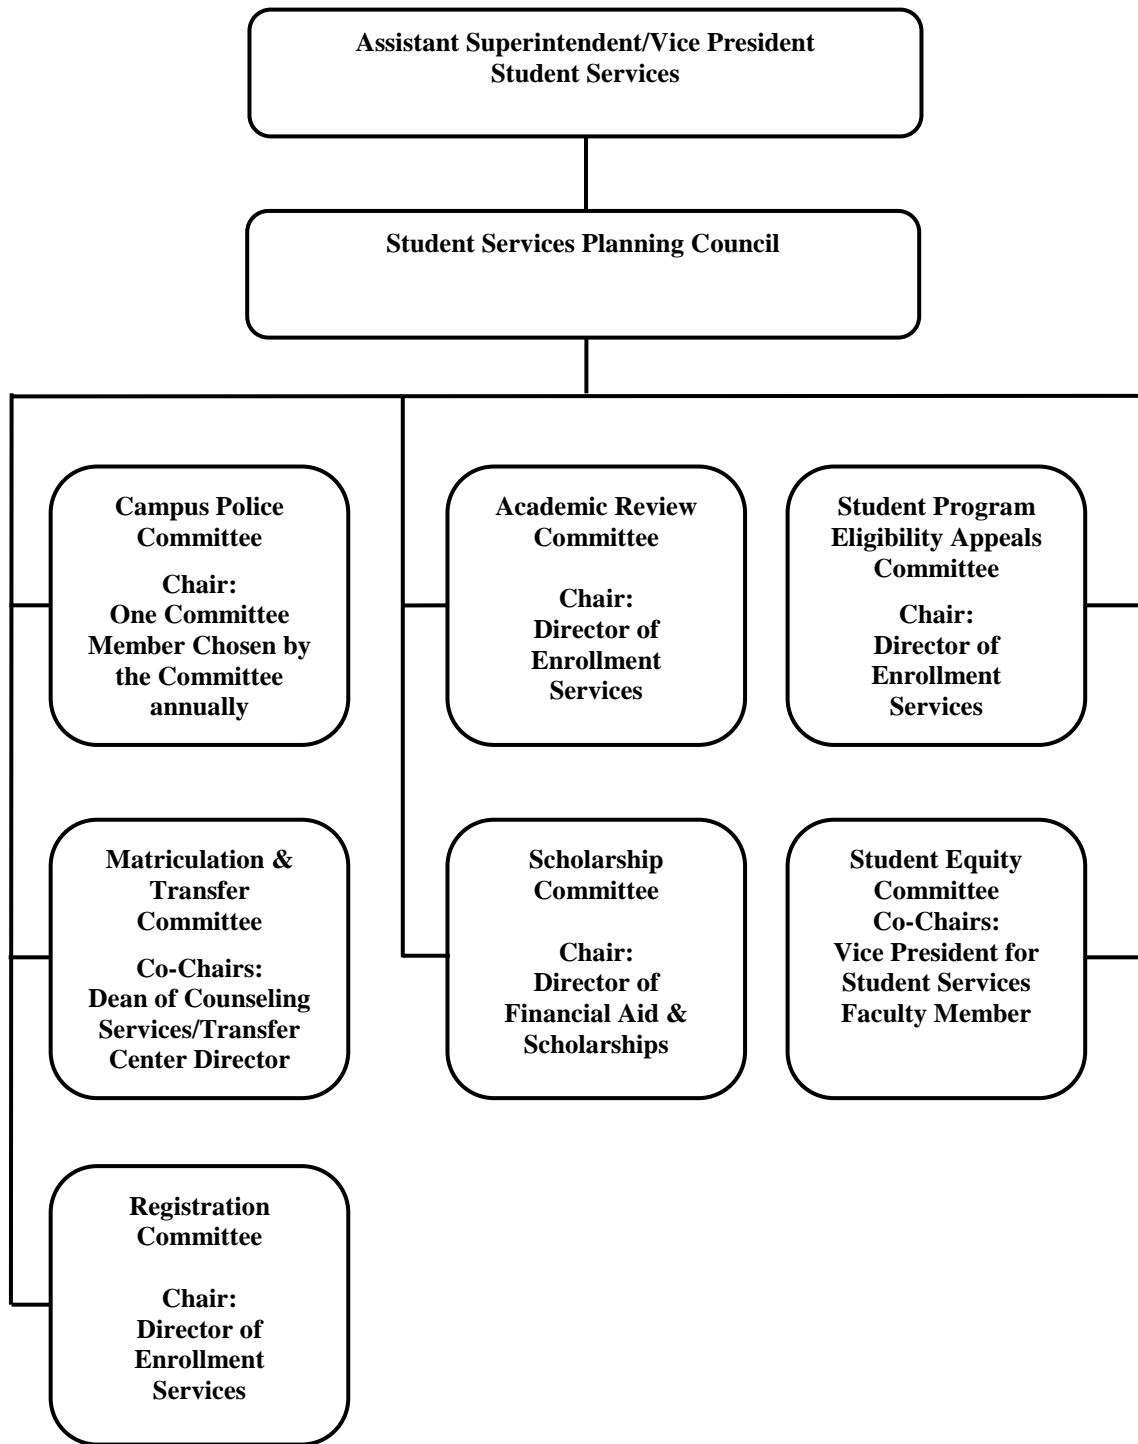 Assistant Superintendent/Vice President
Student Services
Student Services Planning Council
Campus Police
Committee
Chair:
One Committee
Member Chosen by
the Committee
annually
Academic Review
Committee
Chair:
Director of
Enrollment
Services
Student Program
Eligibility Appeals
Committee
Chair:
Director of
Enrollment
Services
Matriculation &
Transfer
Committee
Co-Chairs:
Dean of Counseling
Services/Transfer
Center Director
Scholarship
Committee
Chair:
Director of
Financial Aid &
Scholarships
Student Equity
Committee
Co-Chairs:
Vice President for
Student Services
Faculty Member
Registration
Committee
Chair:
Director of
Enrollment
Services